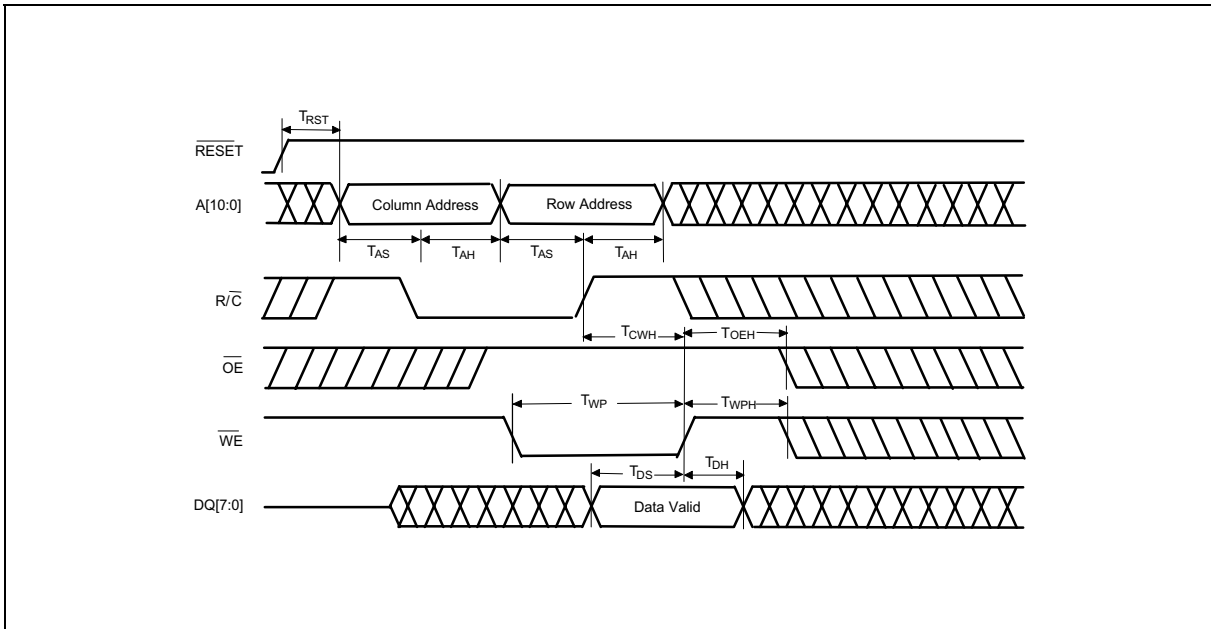 TRST
RESET
A[10:0]
Column Address
Row Address
TAS
TAH
TAS
TAH
R/C
TCWH
TOEH
OE
TWP
TWPH
WE
TDS
TDH
DQ[7:0]
Data Valid